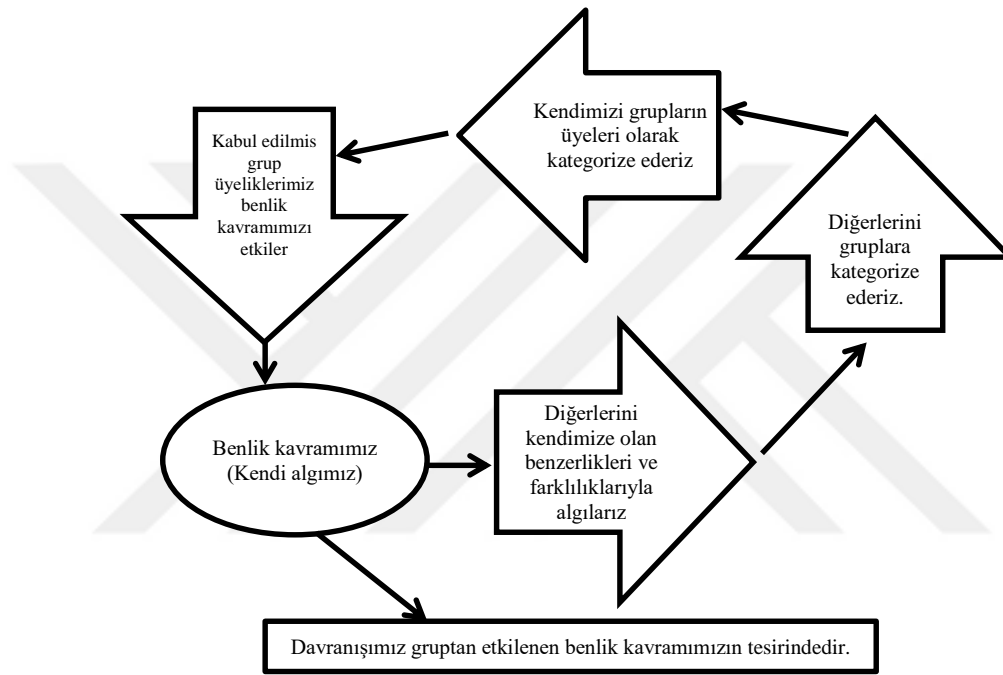 Kendimizi grupların
üyeleri olarak
kategorize ederiz
Kabul edilmis
grup
üyeliklerimiz
benlik
kavramımızı
etkiler
Diğerlerini
gruplara
kategorize
ederiz.
Benlik kavramımız
(Kendi algımız)
Diğerlerini
kendimize olan
benzerlikleri ve
farklılıklarıyla
algılarız
Davranışımız gruptan etkilenen benlik kavramımızın tesirindedir.